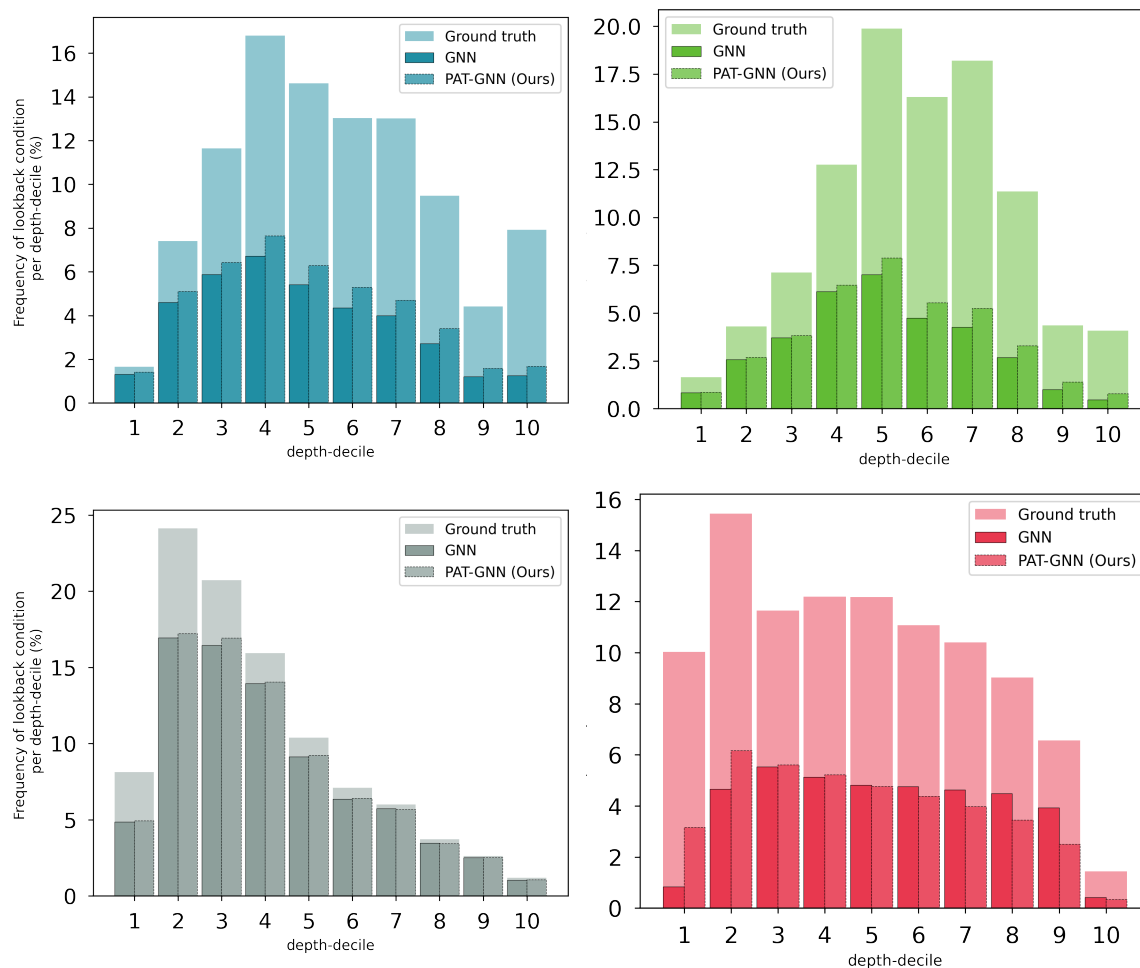 Frequency of lookback condition
per depth-decile (%)
16
14
12
10
8
6
4
2
0
Ground truth
GNN
PAT-GNN (Ours)
1 2 3 4 5 6 7 8 9 10
depth-decile
20.0
17.5
15.0
12.5
10.0
7.5
5.0
2.5
0.0
Ground truth
GNN
PAT-GNN (Ours)
1 2 3 4 5 6 7 8 9 10
depth-decile
Frequency of lookback condition
per depth-decile (%)
25
20
15
10
5
0
Ground truth
GNN
PAT-GNN (Ours)
1 2 3 4 5 6 7 8 9 10
depth-decile
16
14
12
10
8
6
4
2
0
Ground truth
GNN
PAT-GNN (Ours)
1 2 3 4 5 6 7 8 9 10
depth-decile